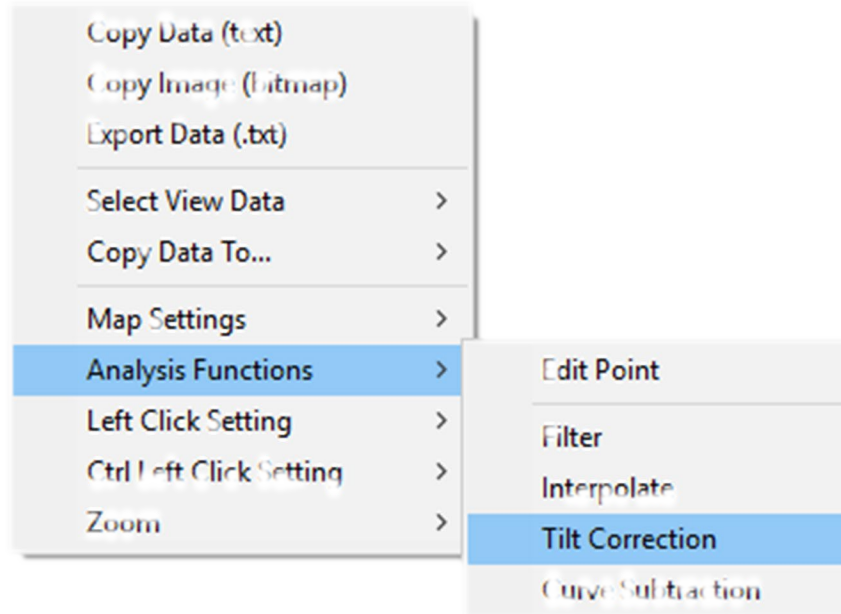 Copy Data (text)
Copy Image (bitmap)
Export Data (.txt)
Select View Data
Copy Data To...
Map Settings
Analysis Functions
Edit Point
Left Click Setting
Filter
Ctrl Left Click Setting
Interpolate
Zoom
Tilt Correction
Curve Subtraction